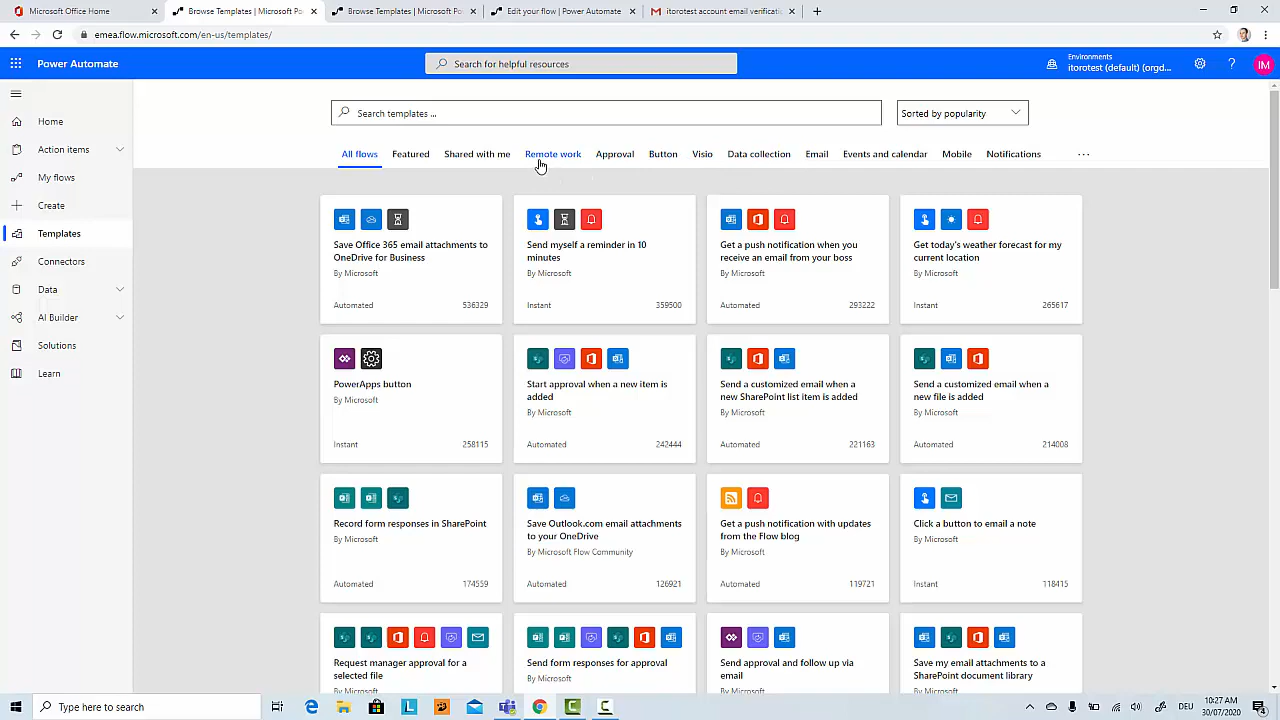 Microsoft Office Home
Browse Templates | Microsoft Po
Browse Templates | Microsoft Po
Edit your flow | Power Automate
itorotest account email verificati
emea.flow.microsoft.com/en-us/templates/
Power Automate
Search for helpful resources
Environments
itorotest (default) (orgd...
IM
Search templates ...
Sorted by popularity
Home
Action items
My flows
Create
Templates
Connectors
Data
AI Builder
Solutions
Learn
All flows
Featured
Shared with me
Remote work
Approval
Button
Visio
Data collection
Email
Events and calendar
Mobile
Notifications
...
Save Office 365 email attachments to
OneDrive for Business
By Microsoft
Automated 536329
Send myself a reminder in 10
minutes
By Microsoft
Instant 359500
Get a push notification when you
receive an email from your boss
By Microsoft
Automated 293222
Get today's weather forecast for my
current location
By Microsoft
Instant 265617
PowerApps button
By Microsoft
Instant 258115
Start approval when a new item is
added
By Microsoft
Automated 242444
Send a customized email when a
new SharePoint list item is added
By Microsoft
Automated 221163
Send a customized email when a
new file is added
By Microsoft
Automated 214008
Record form responses in SharePoint
By Microsoft
Automated 174559
Save Outlook.com email attachments
to your OneDrive
By Microsoft Flow Community
Automated 126921
Get a push notification with updates
from the Flow blog
By Microsoft
Automated 119721
Click a button to email a note
By Microsoft
Instant 118415
Request manager approval for a
selected file
By Microsoft
Send form responses for approval
By Microsoft
Send approval and follow up via
email
By Microsoft
Save my email attachments to a
SharePoint document library
By Microsoft
Type here to search
DEU
10:27 AM
30/07/2020
4